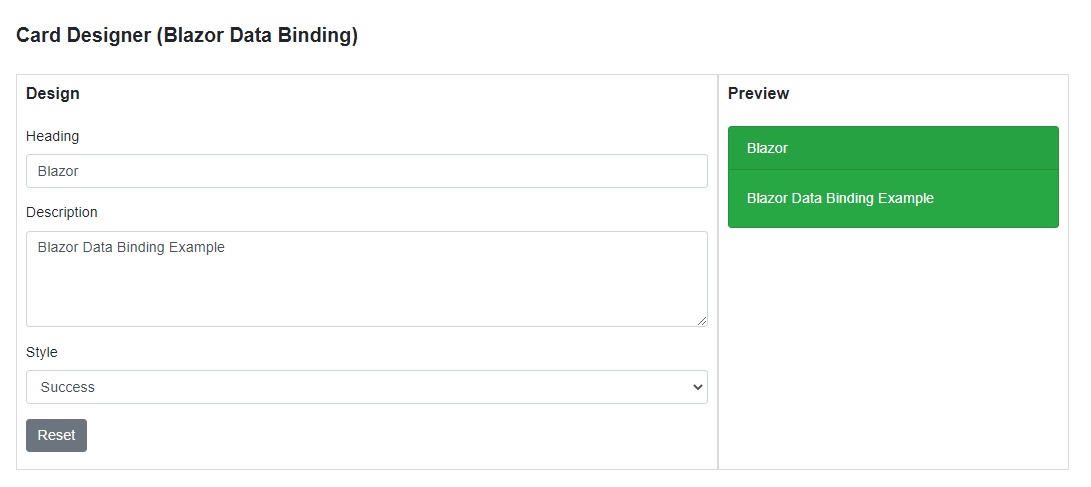 Card Designer (Blazor Data Binding)
Design
Heading
Blazor
Description
Blazor Data Binding Example
Style
Success
Reset
Preview
Blazor
Blazor Data Binding Example